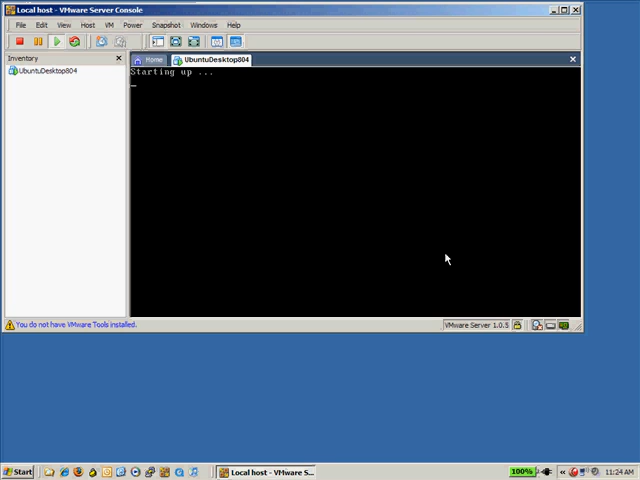 Local host - VMware Server Console
File Edit View Host VM Power Snapshot Windows Help
Inventory
Home UbuntuDesktop804
UbuntuDesktop804
Starting up ...
You do not have VMware Tools installed.
VMware Server 1.0.5
Start
Local host - VMware S...
100%
11:24 AM